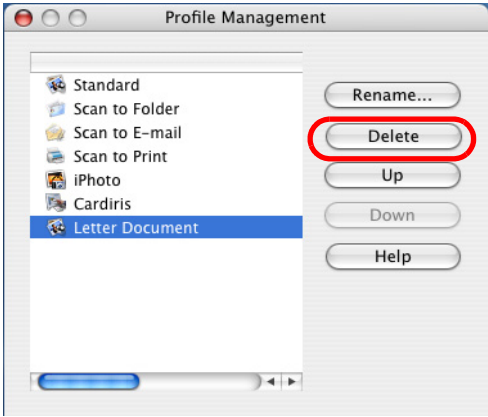 Profile Management
Standard
Scan to Folder
Scan to E-mail
Scan to Print
iPhoto
Cardiris
Letter Document
Rename...
Delete
Up
Down
Help